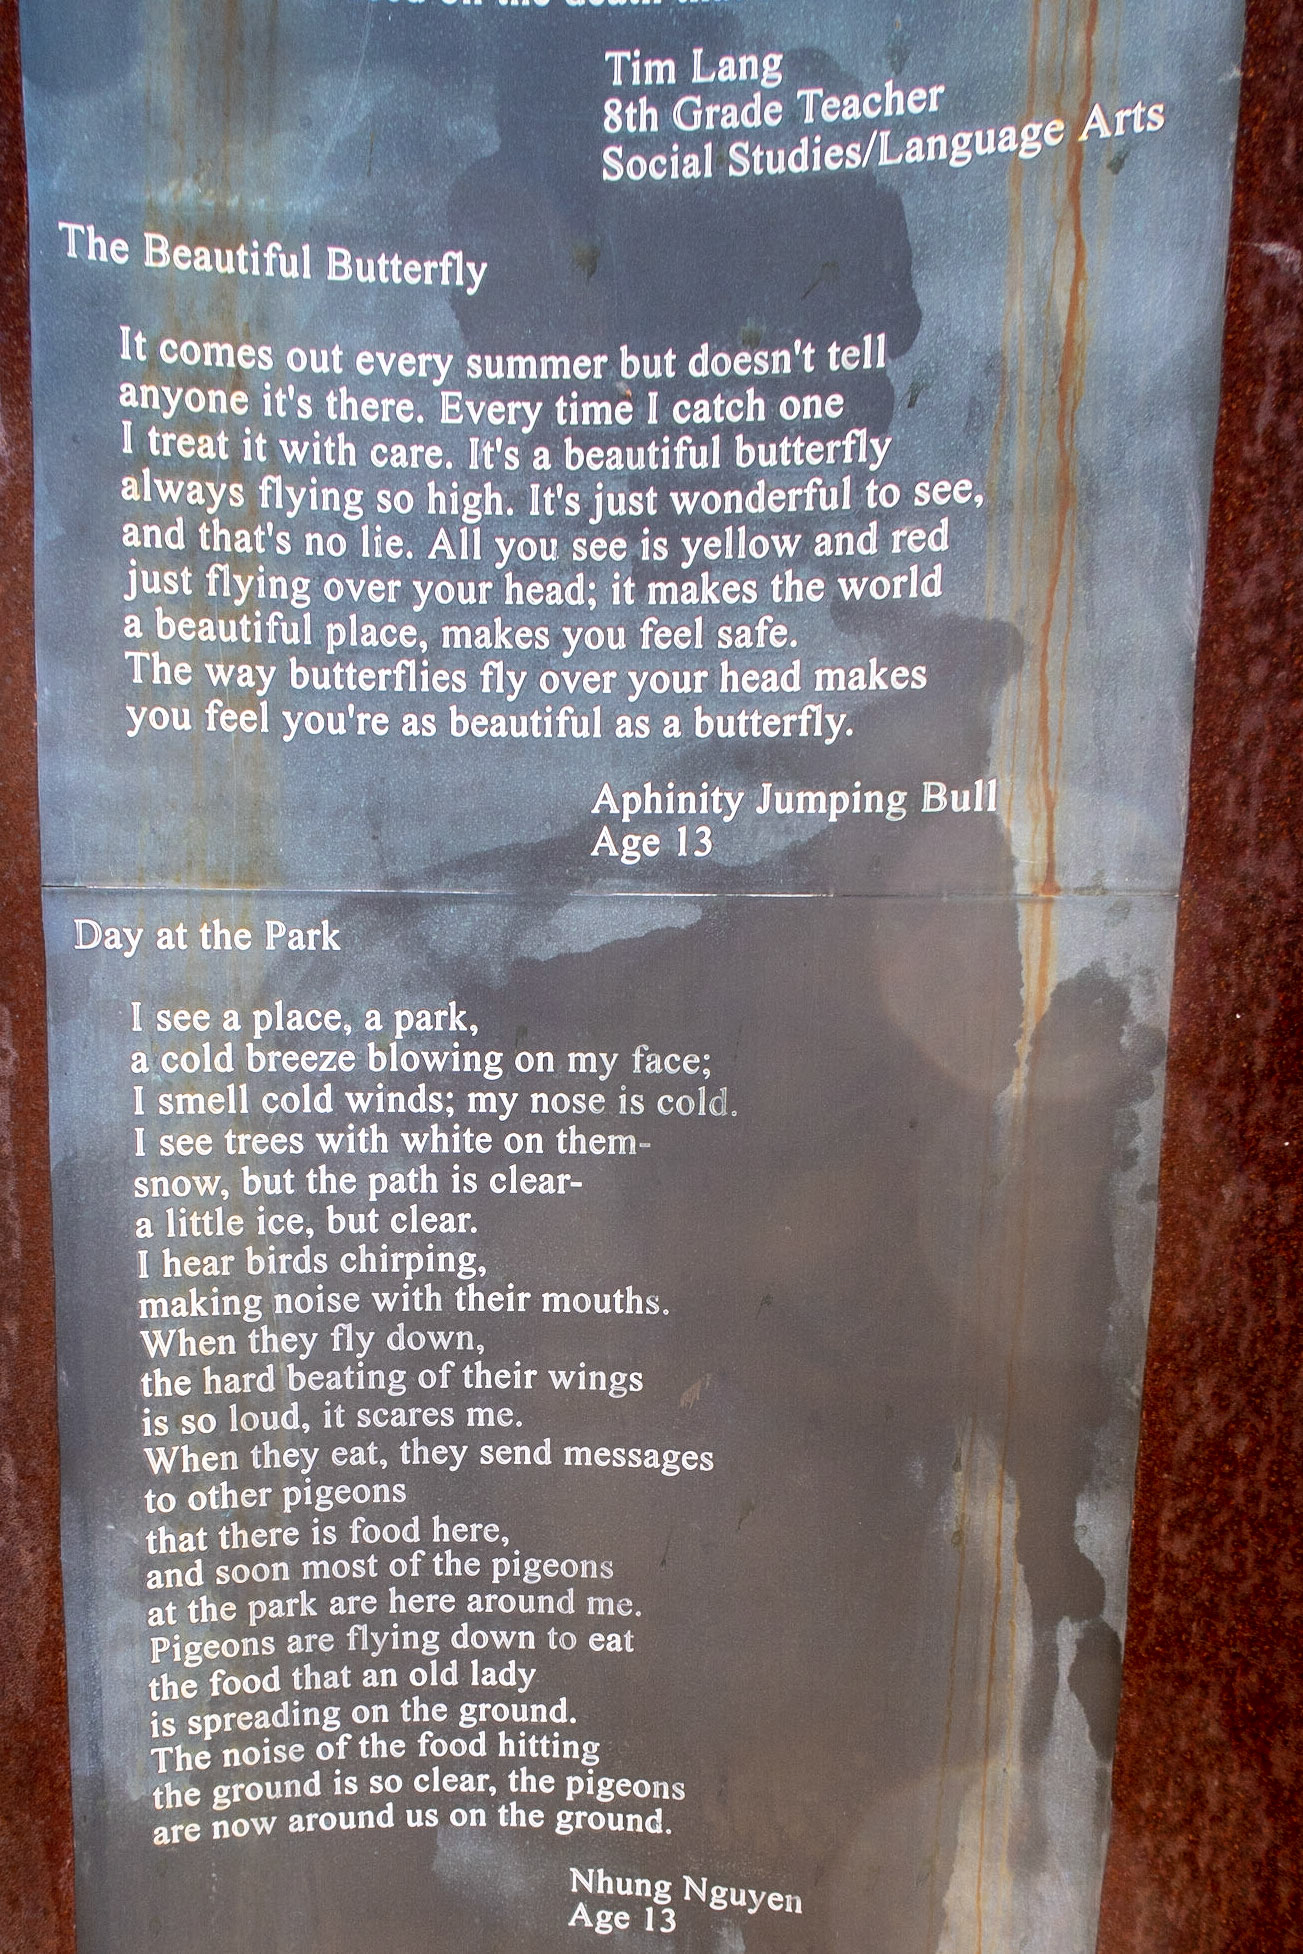 on the death
Tim Lang
8th Grade Teacher
Social Studies/Language Arts
The Beautiful Butterfly
It comes out every summer but doesn't tell
anyone it's there. Every time I catch one
I treat it with care. It's a beautiful butterfly
always flying so high. It's just wonderful to see,
and that's no lie. All you see is yellow and red
just flying over your head; it makes the world
a beautiful place, makes you feel safe.
The way butterflies fly over your head makes
you feel you're as beautiful as a butterfly.
Aphinity Jumping Bull
Age 13
Day at the Park
I see a place, a park,
a cold breeze blowing on my face;
I smell cold winds; my nose is cold.
I see trees with white on them-
snow, but the path is clear-
a little ice, but clear.
I hear birds chirping,
making noise with their mouths.
When they fly down,
the hard beating of their wings
is so loud, it scares me.
When they eat, they send messages
to other pigeons
that there is food here,
and soon most of the pigeons
at the park are here around me.
Pigeons are flying down to eat
the food that an old lady
is spreading on the ground.
The noise of the food hitting
the ground is so clear, the pigeons
are now around us on the ground.
Nhung Nguyen
Age 13